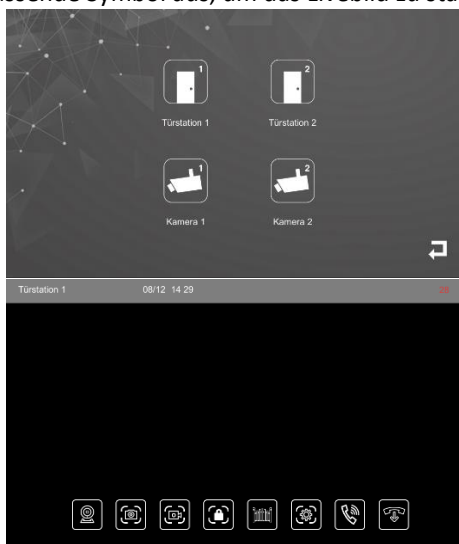 Symbol aus, um das Livebild zu
1 2
Türstation 1 Türstation 2
1 2
Kamera 1 Kamera 2
Türstation 1 08/12 14 29 28